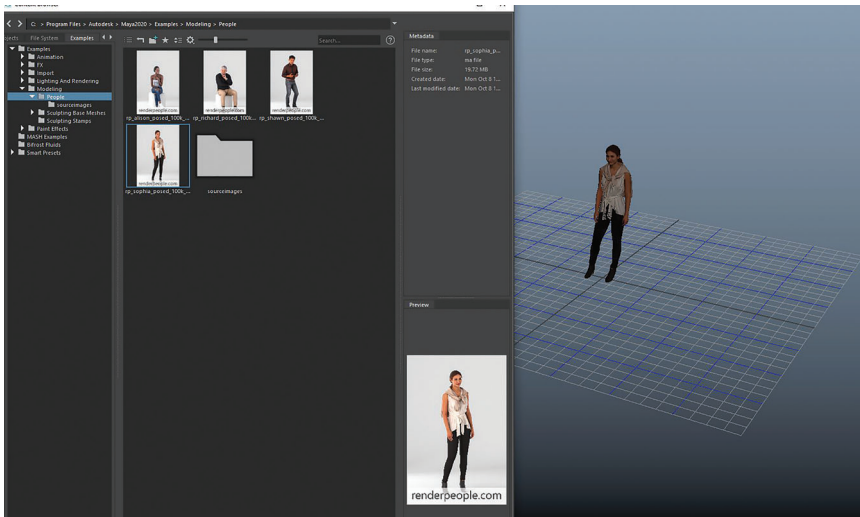 Content Browser
C: > Program Files > Autodesk > Maya2020 > Examples > Modeling > People
ojects File System Examples
Search...
Examples
Animation
FX
Import
Lighting And Rendering
Modeling
People
sourceimages
Sculpting Base Meshes
Sculpting Stamps
Paint Effects
MASH Examples
Bifrost Fluids
Smart Presets
renderpeople.com renderpeople.com renderpeople.com
rp_alison_posed_100k_... rp_richard_posed_100k... rp_shawn_posed_100k_...
renderpeople.com
rp_sophia_posed_100k_... sourceimages
Metadata
File name: rp_sophia_p...
File type: ma file
File size: 19.72 MB
Created date: Mon Oct 8 1...
Last modified date: Mon Oct 8 1...
Preview
renderpeople.com